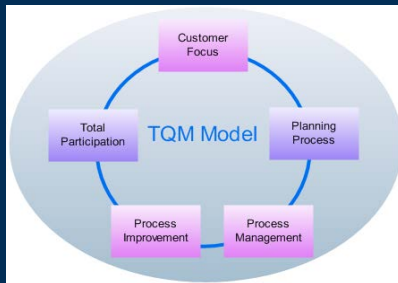 Customer
Focus
Total
Participation
TQM Model
Planning
Process
Process
Improvement
Process
Management